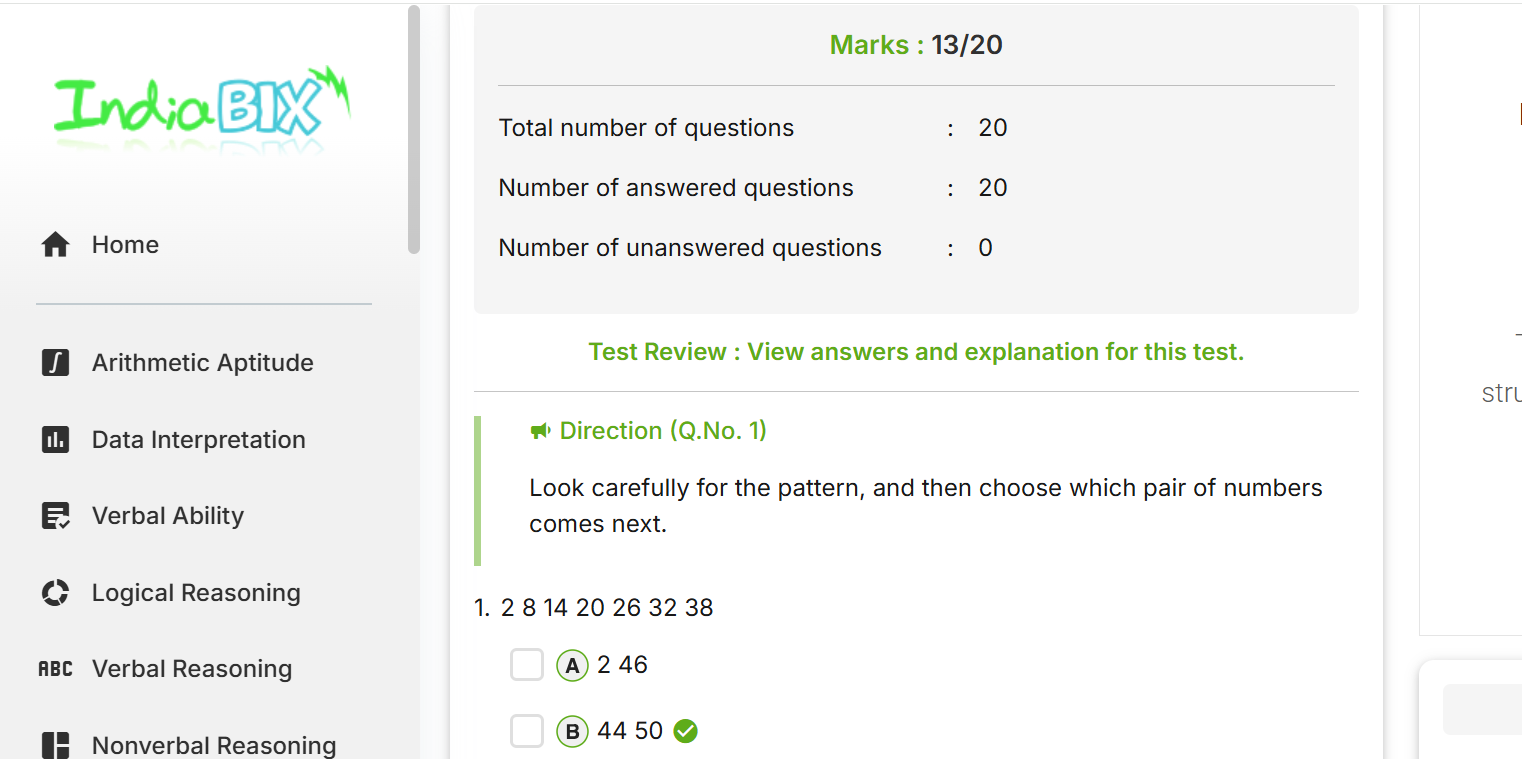 IndiaBIX
Home
Arithmetic Aptitude
Data Interpretation
Verbal Ability
Logical Reasoning
ABC Verbal Reasoning
Nonverbal Reasoning
Marks : 13/20
Total number of questions : 20
Number of answered questions : 20
Number of unanswered questions : 0
Test Review : View answers and explanation for this test.
Direction (Q.No. 1)
Look carefully for the pattern, and then choose which pair of numbers
comes next.
1. 2 8 14 20 26 32 38
A 2 46
B 44 50